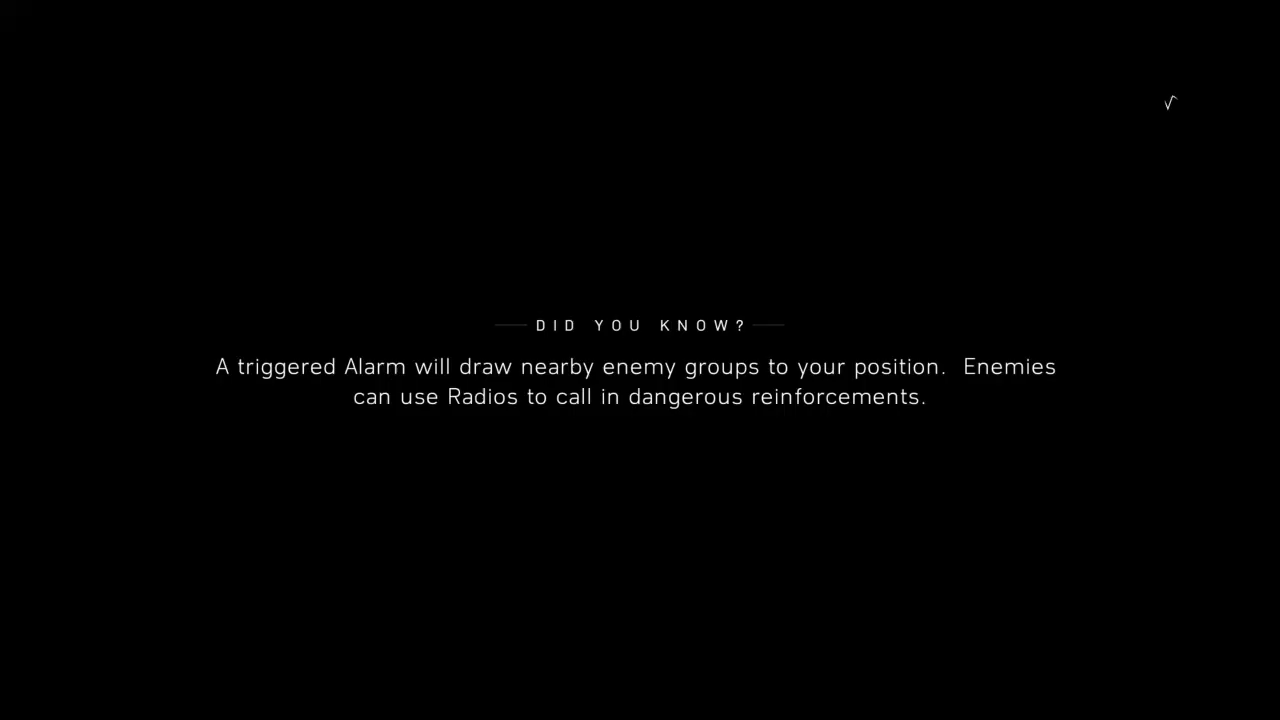 DID YOU KNOW?
A triggered Alarm will draw nearby enemy groups to your position.  Enemies
can use Radios to call in dangerous reinforcements.